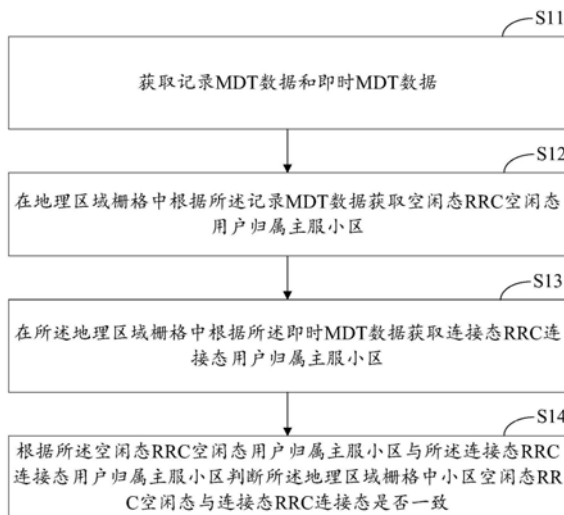 S11
获取记录MDT数据和即时MDT数据
S12
在地理区域栅格中根据所述记录MDT数据获取空闲态RRC空闲态
用户归属主服小区
S13
在所述地理区域栅格中根据所述即时MDT数据获取连接态RRC连
接态用户归属主服小区
S14
根据所述空闲态RRC空闲态用户归属主服小区与所述连接态RRC
连接态用户归属主服小区判断所述地理区域栅格中小区空闲态RR
C空闲态与连接态RRC连接态是否一致